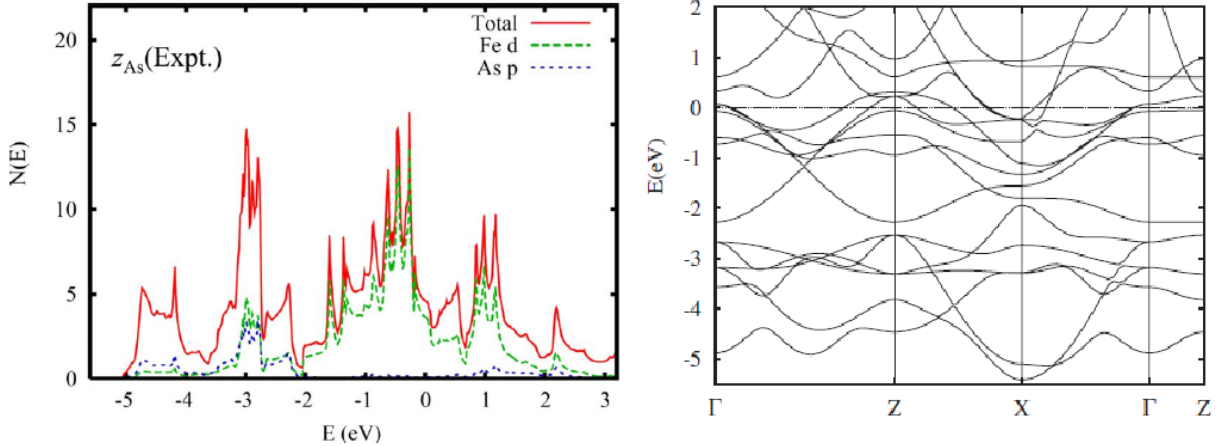 20
15
10
5
0
N(E)
z_As(Expt.)
Total
Fe d
As p
-5 -4 -3 -2 -1 0 1 2 3
E (eV)
2
1
0
-1
-2
-3
-4
-5
E(eV)
Γ Z X Γ Z